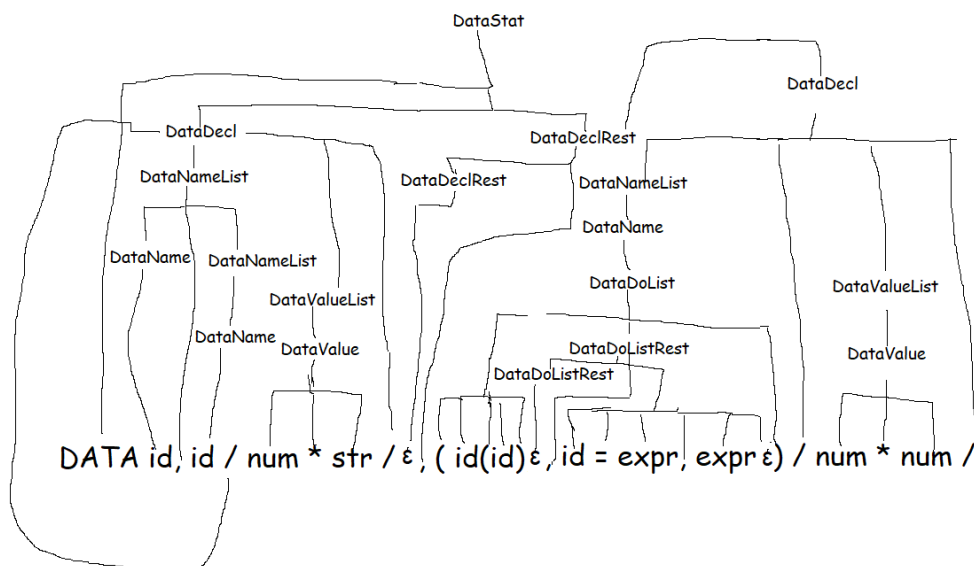 DataStat
DataDecl
DataDecl
DataDeclRest
DataNameList
DataDeclRest
DataNameList
DataName
DataName
DataNameList
DataDoList
DataValueList
DataValueList
DataName
DataValue
DataDoListRest
DataValue
DataDoListRest
DATA id, id / num * str / ε, ( id(id) ε, id = expr, expr ε) / num * num /